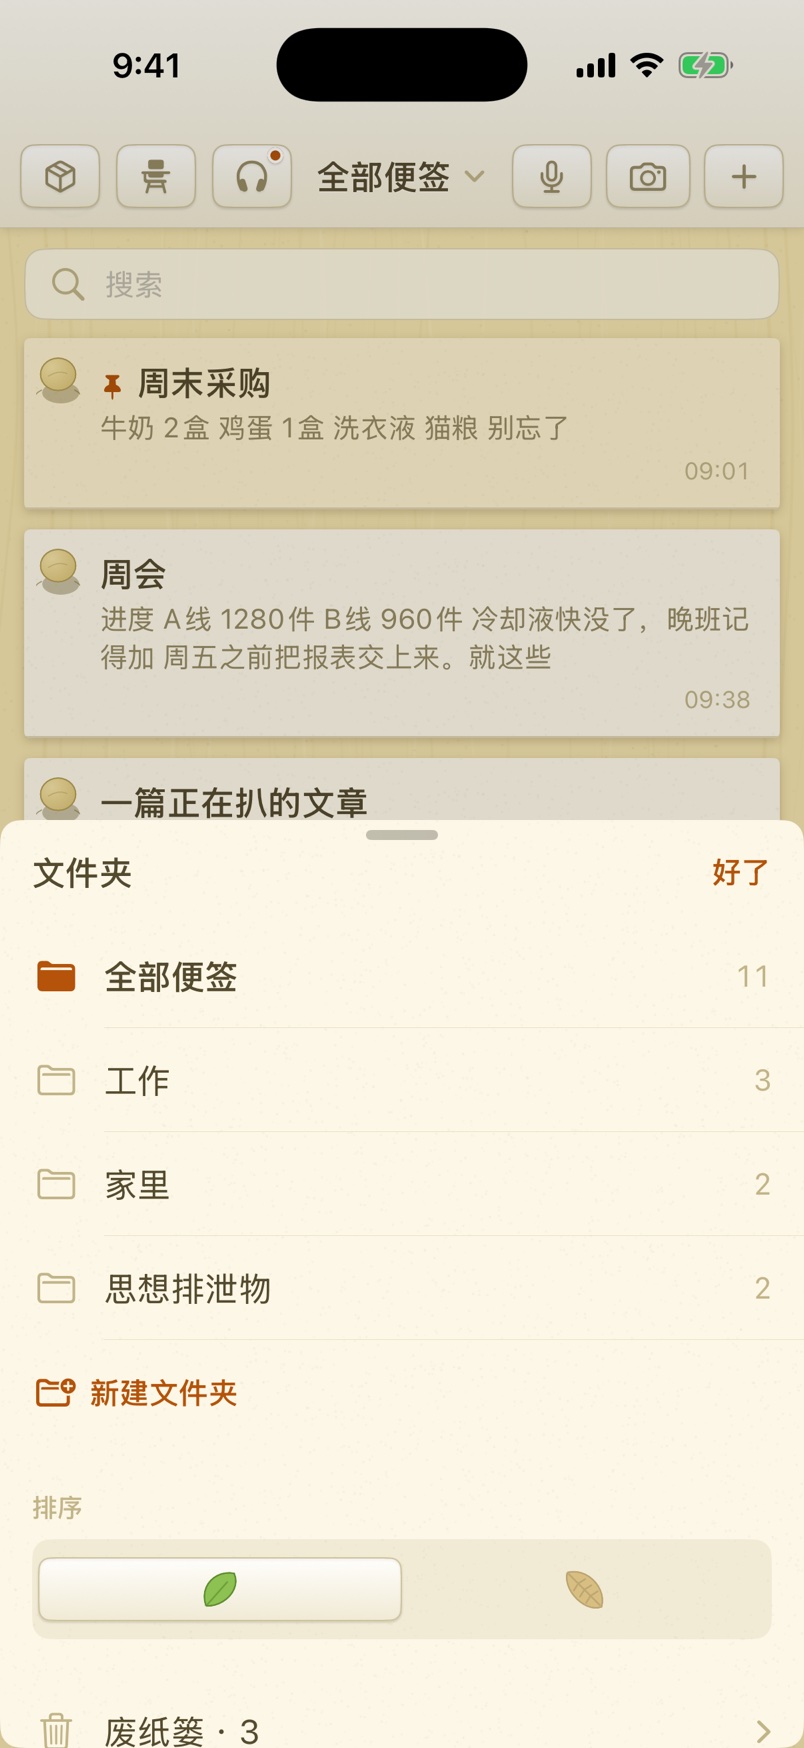 9:41
全部便签
搜索
周末采购
牛奶 2盒 鸡蛋 1盒 洗衣液 猫粮 别忘了
09:01
周会
进度 A线 1280件 B线 960件 冷却液快没了，晚班记
得加 周五之前把报表交上来。就这些
09:38
一篇正在扒的文章
文件夹
好了
全部便签
11
工作
3
家里
2
思想排泄物
2
新建文件夹
排序
废纸篓 · 3